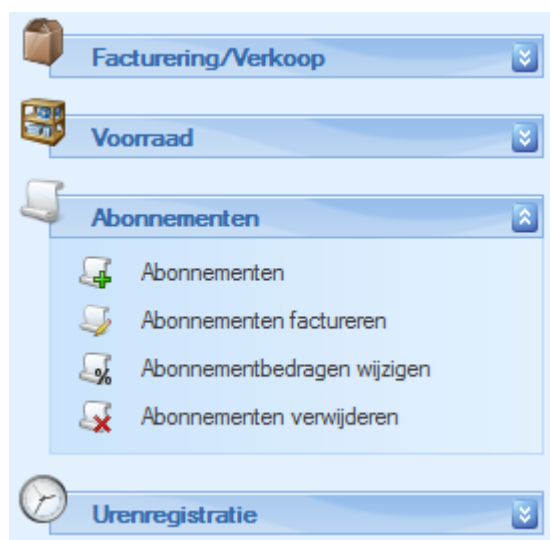 Facturering/Verkoop
Voorraad
Abonnementen
Abonnementen
Abonnementen factureren
Abonnementbedragen wijzigen
Abonnementen verwijderen
Urenregistratie